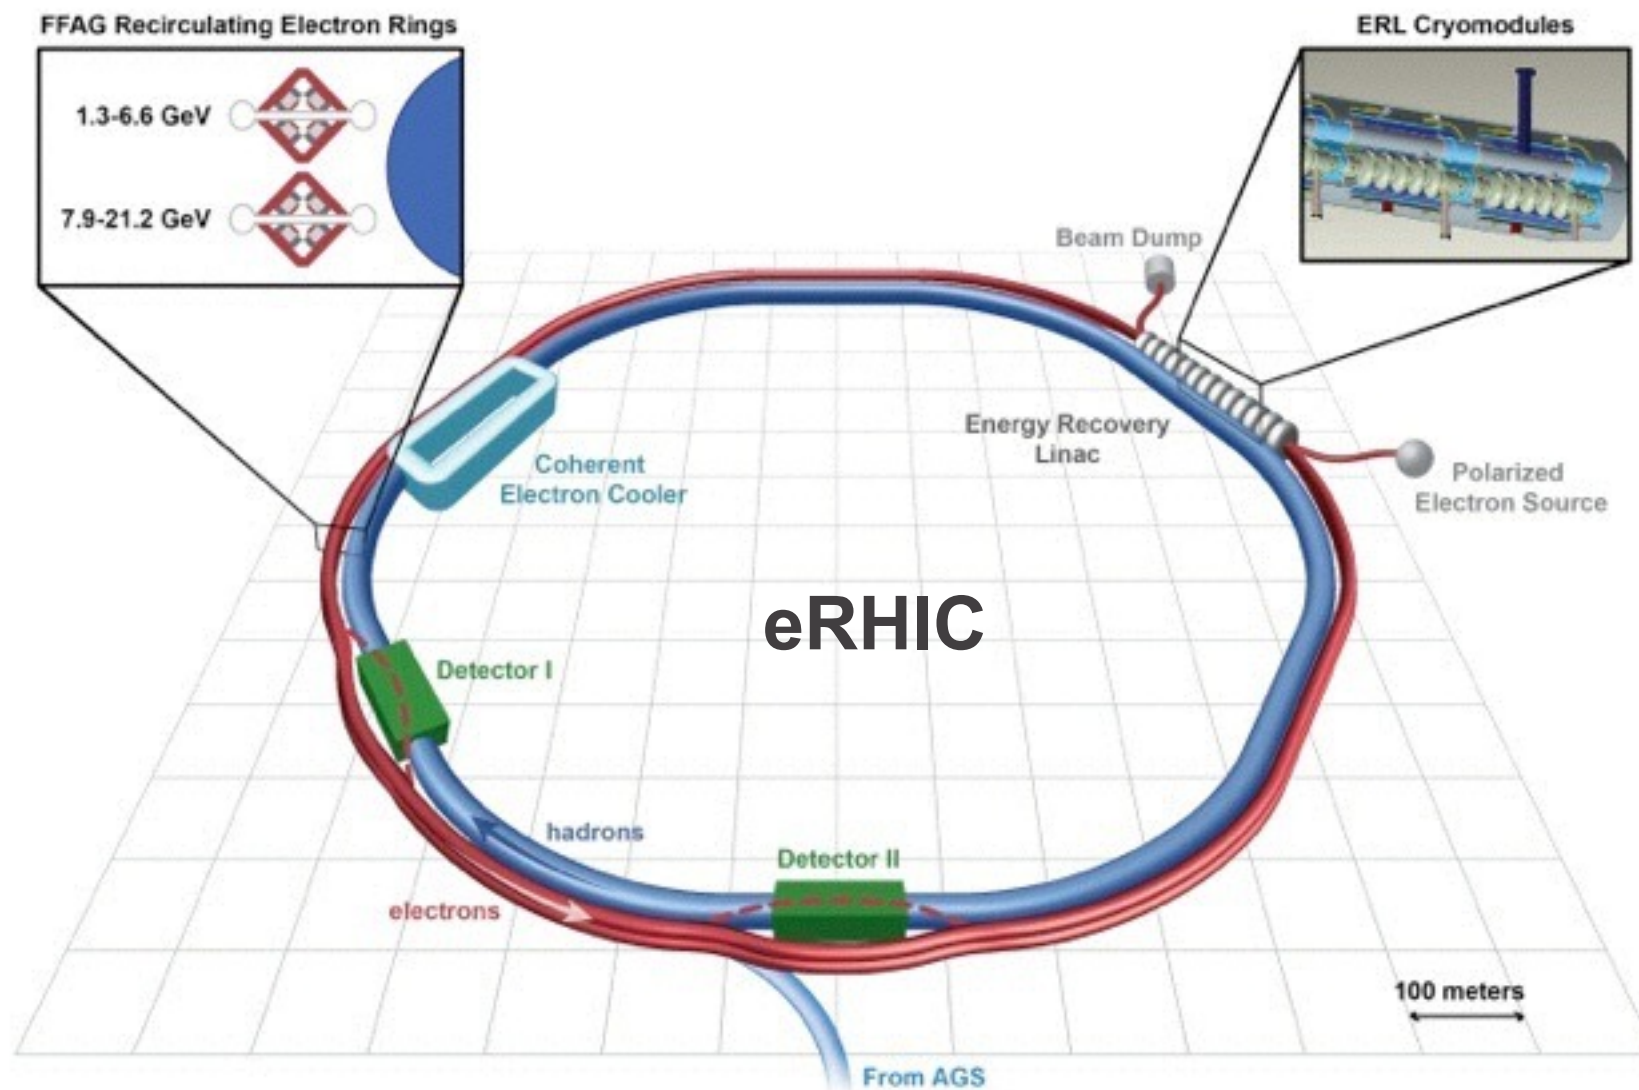 FFAG Recirculating Electron Rings
1.3-6.6 GeV
7.9-21.2 GeV
ERL Cryomodules
Beam Dump
Energy Recovery
Linac
Polarized
Electron Source
Coherent
Electron Cooler
eRHIC
Detector I
hadrons
Detector II
electrons
100 meters
From AGS